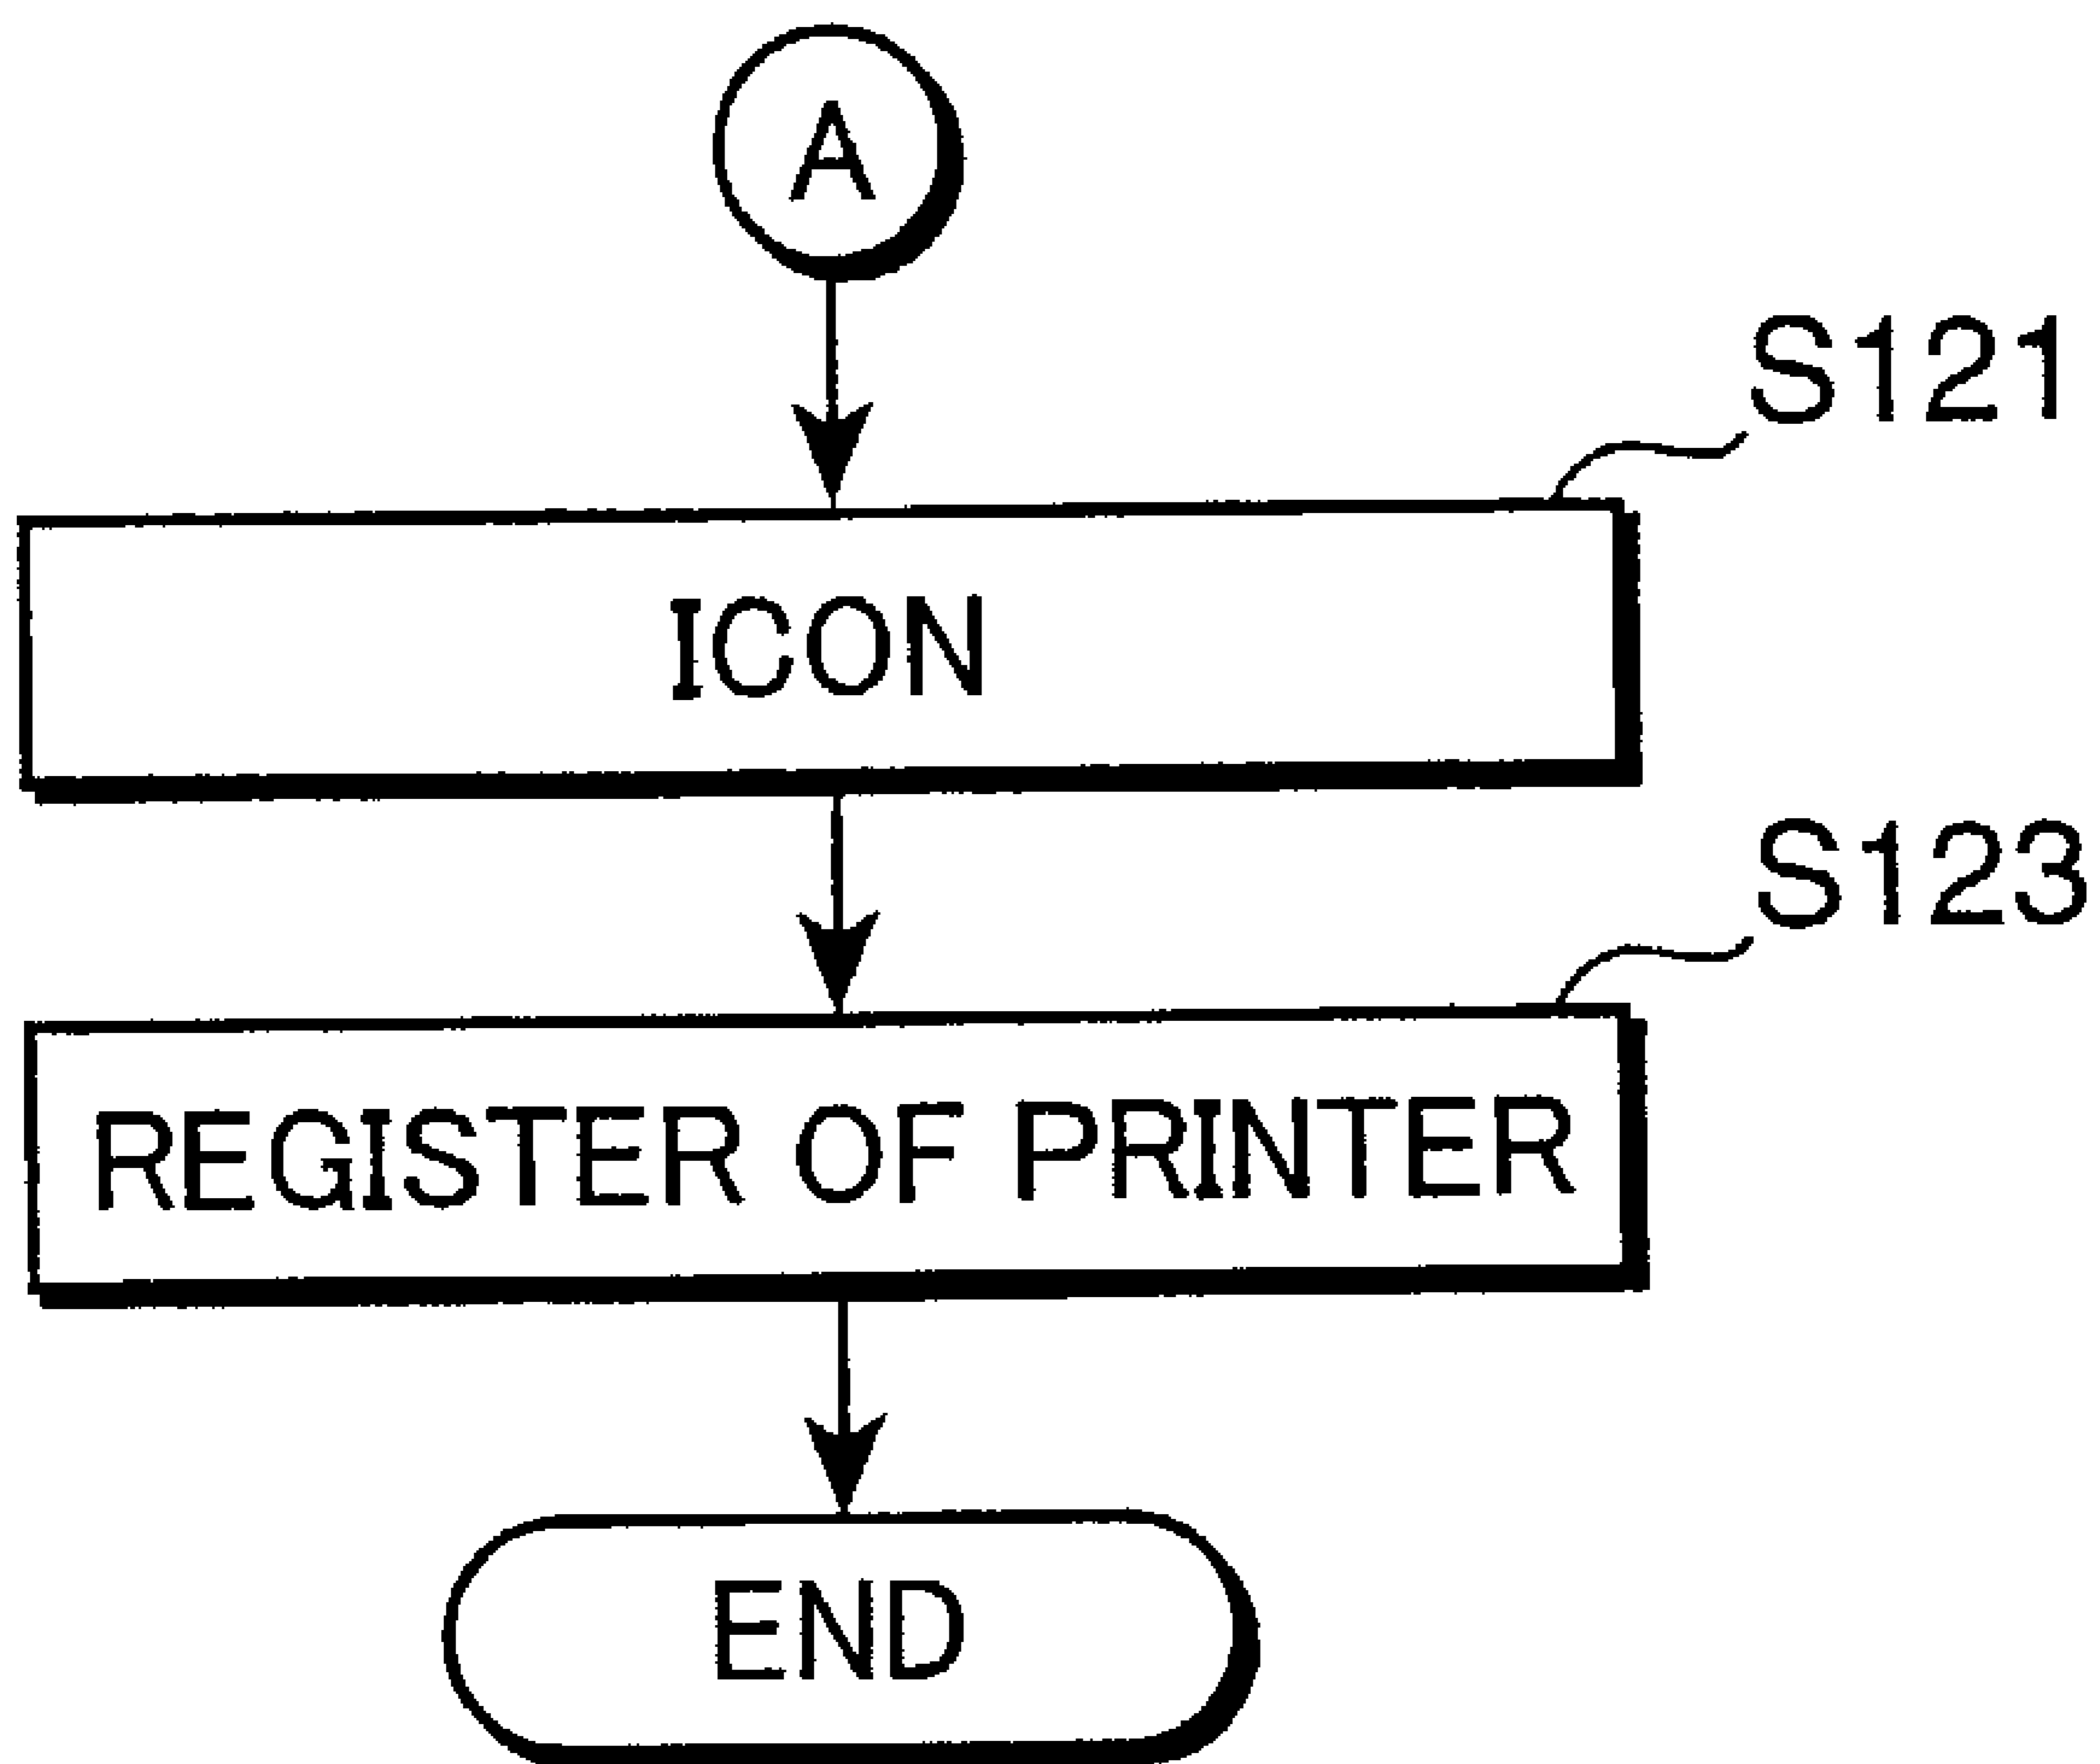 A
S121
ICON
S123
REGISTER OF PRINTER
END